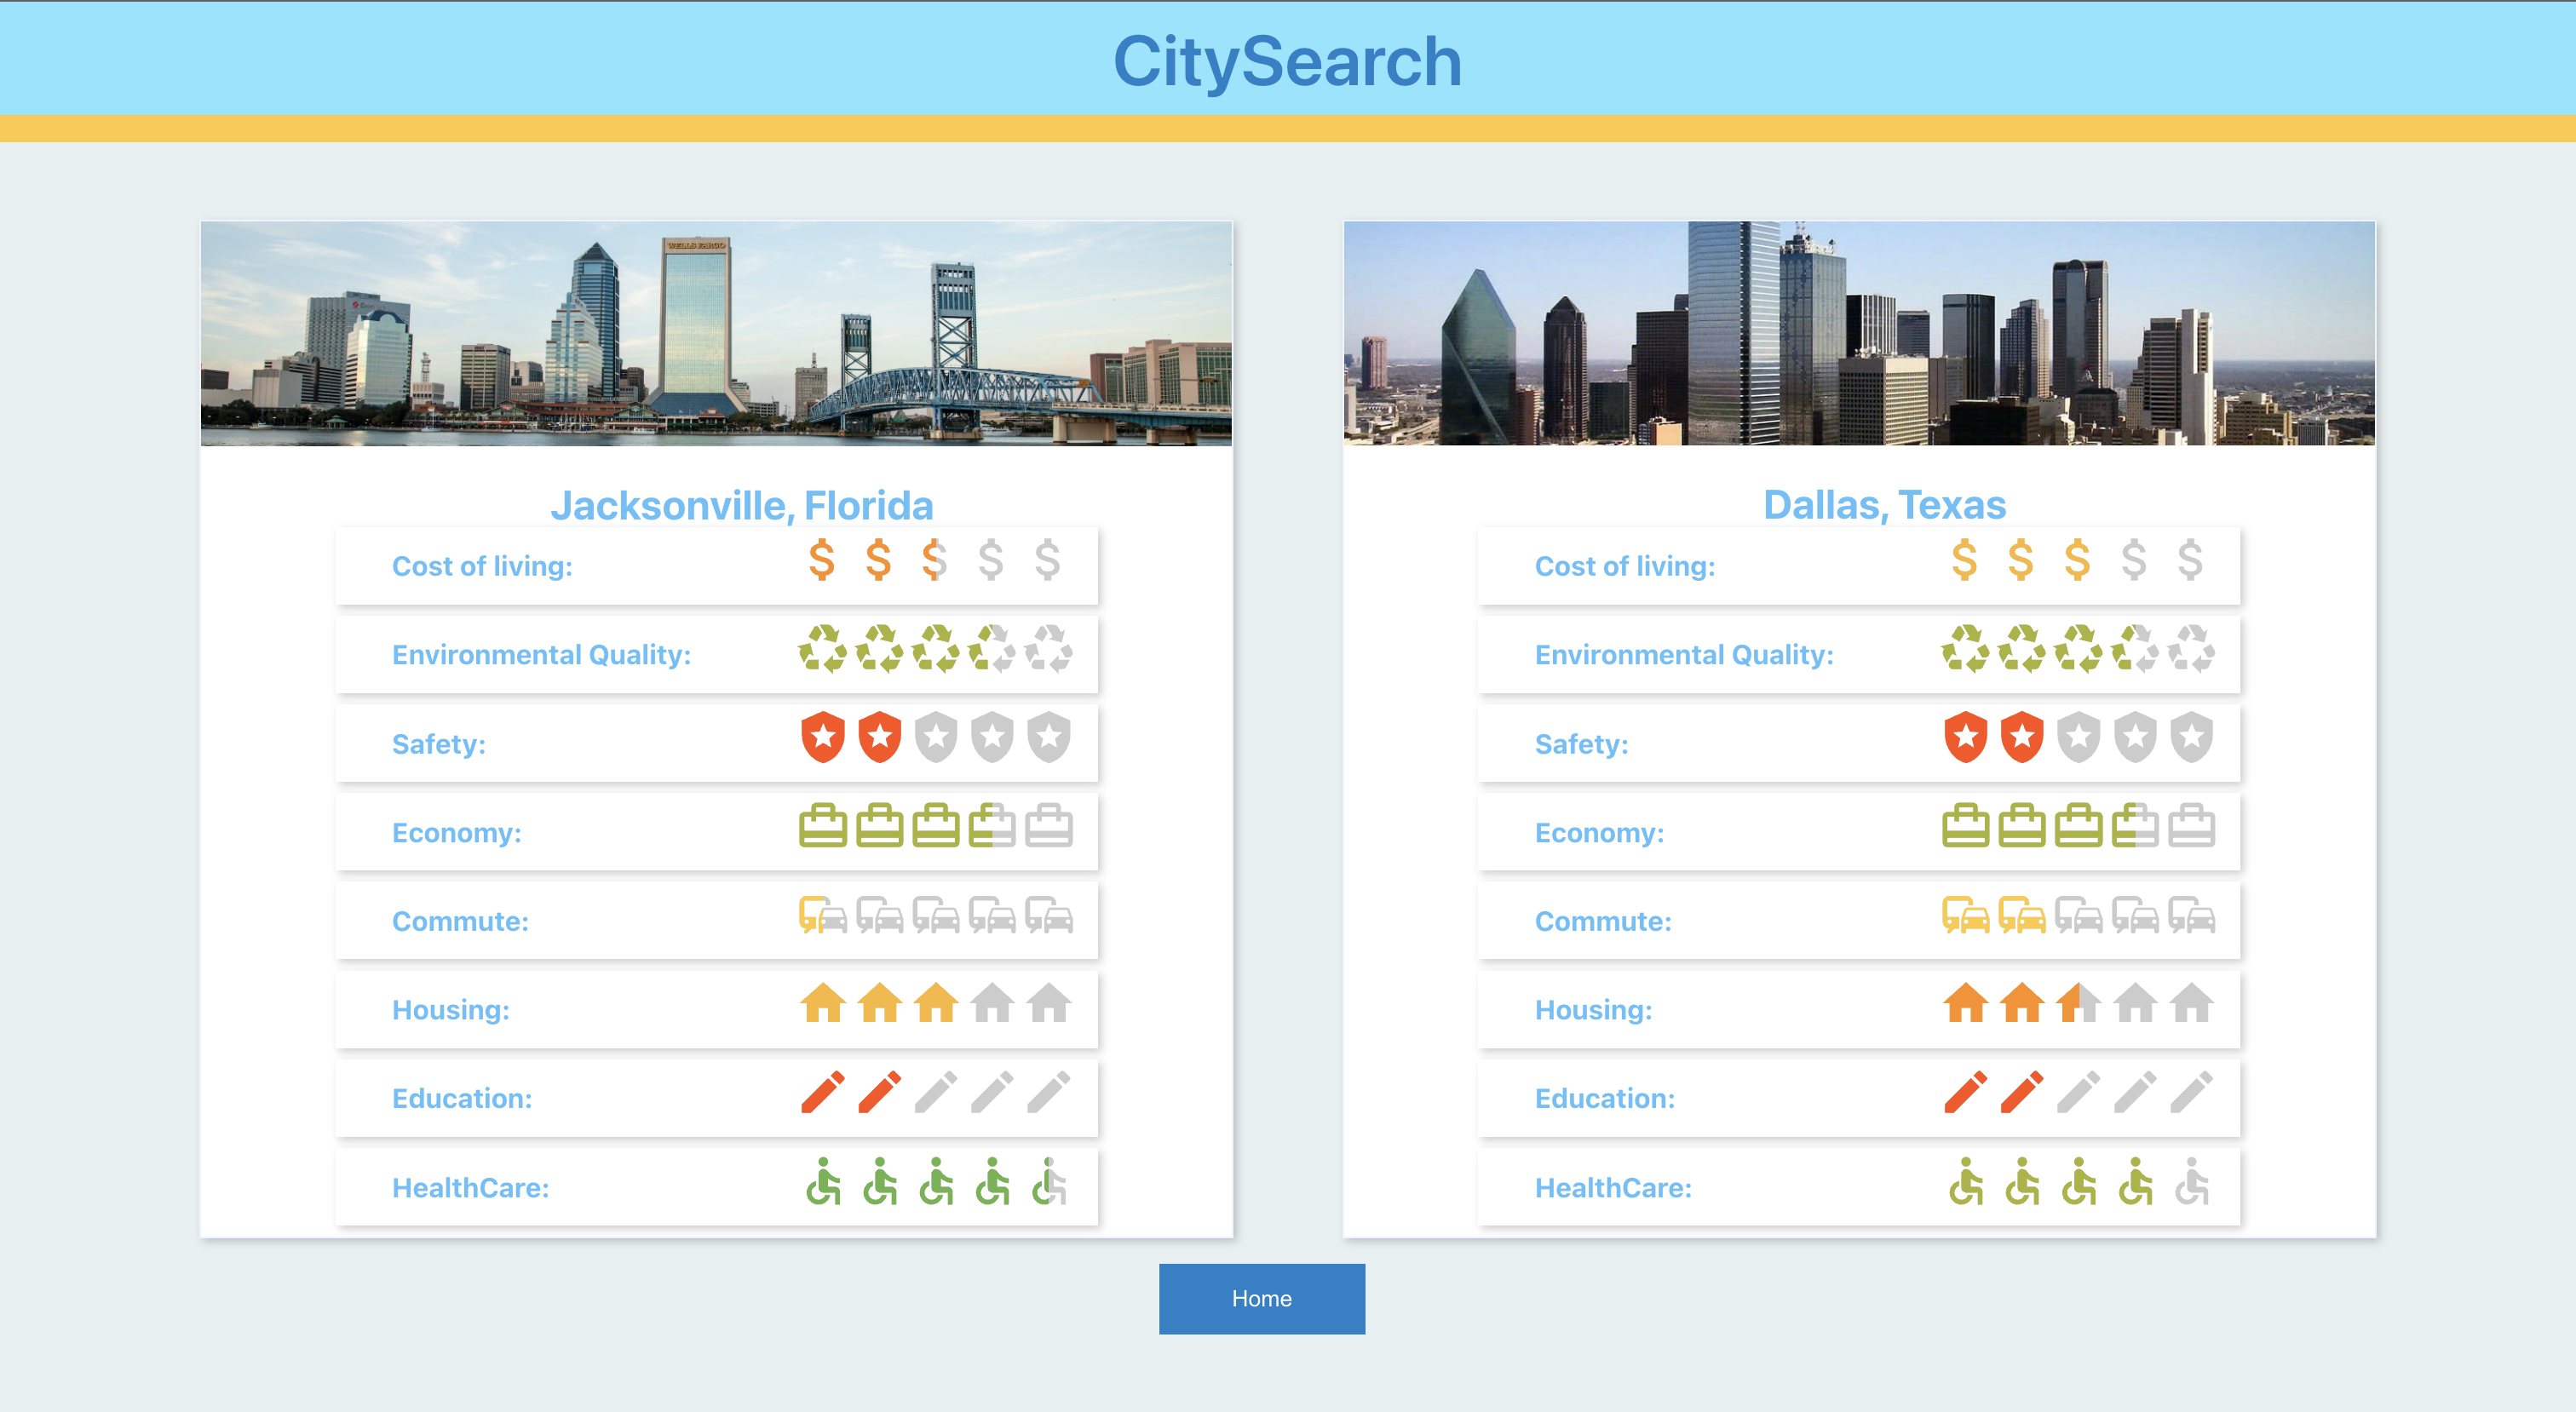 CitySearch
WELLS FARGO
Jacksonville, Florida
Cost of living:
Environmental Quality:
Safety:
Economy:
Commute:
Housing:
Education:
HealthCare:
Dallas, Texas
Cost of living:
Environmental Quality:
Safety:
Economy:
Commute:
Housing:
Education:
HealthCare:
Home